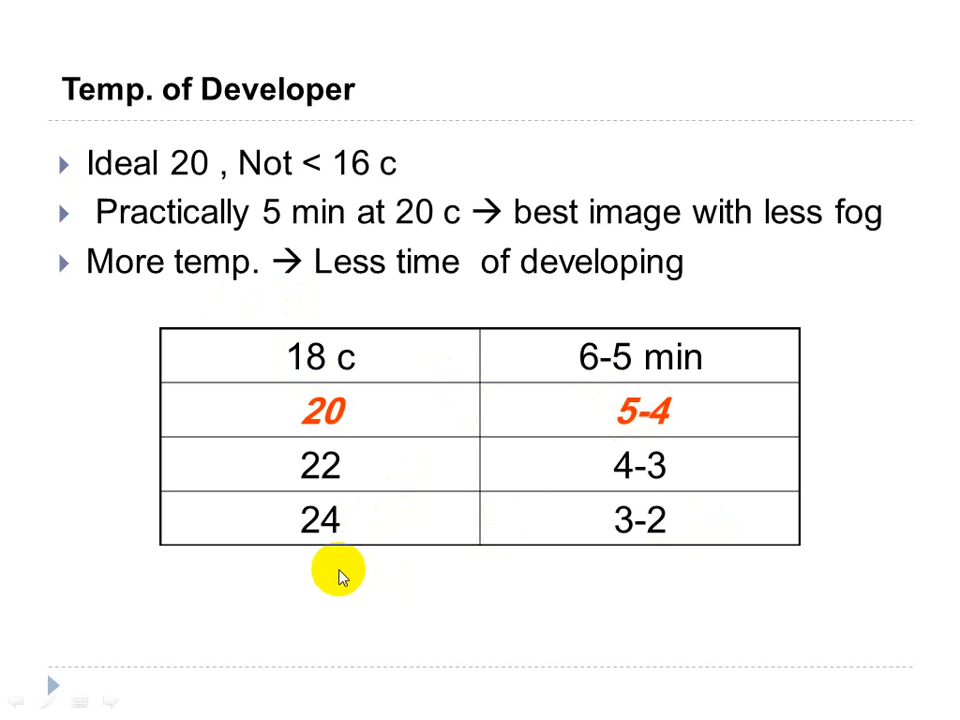 Temp. of Developer
Ideal 20 , Not < 16 c
Practically 5 min at 20 c → best image with less fog
More temp. → Less time of developing
18 c 6-5 min
20 5-4
22 4-3
24 3-2